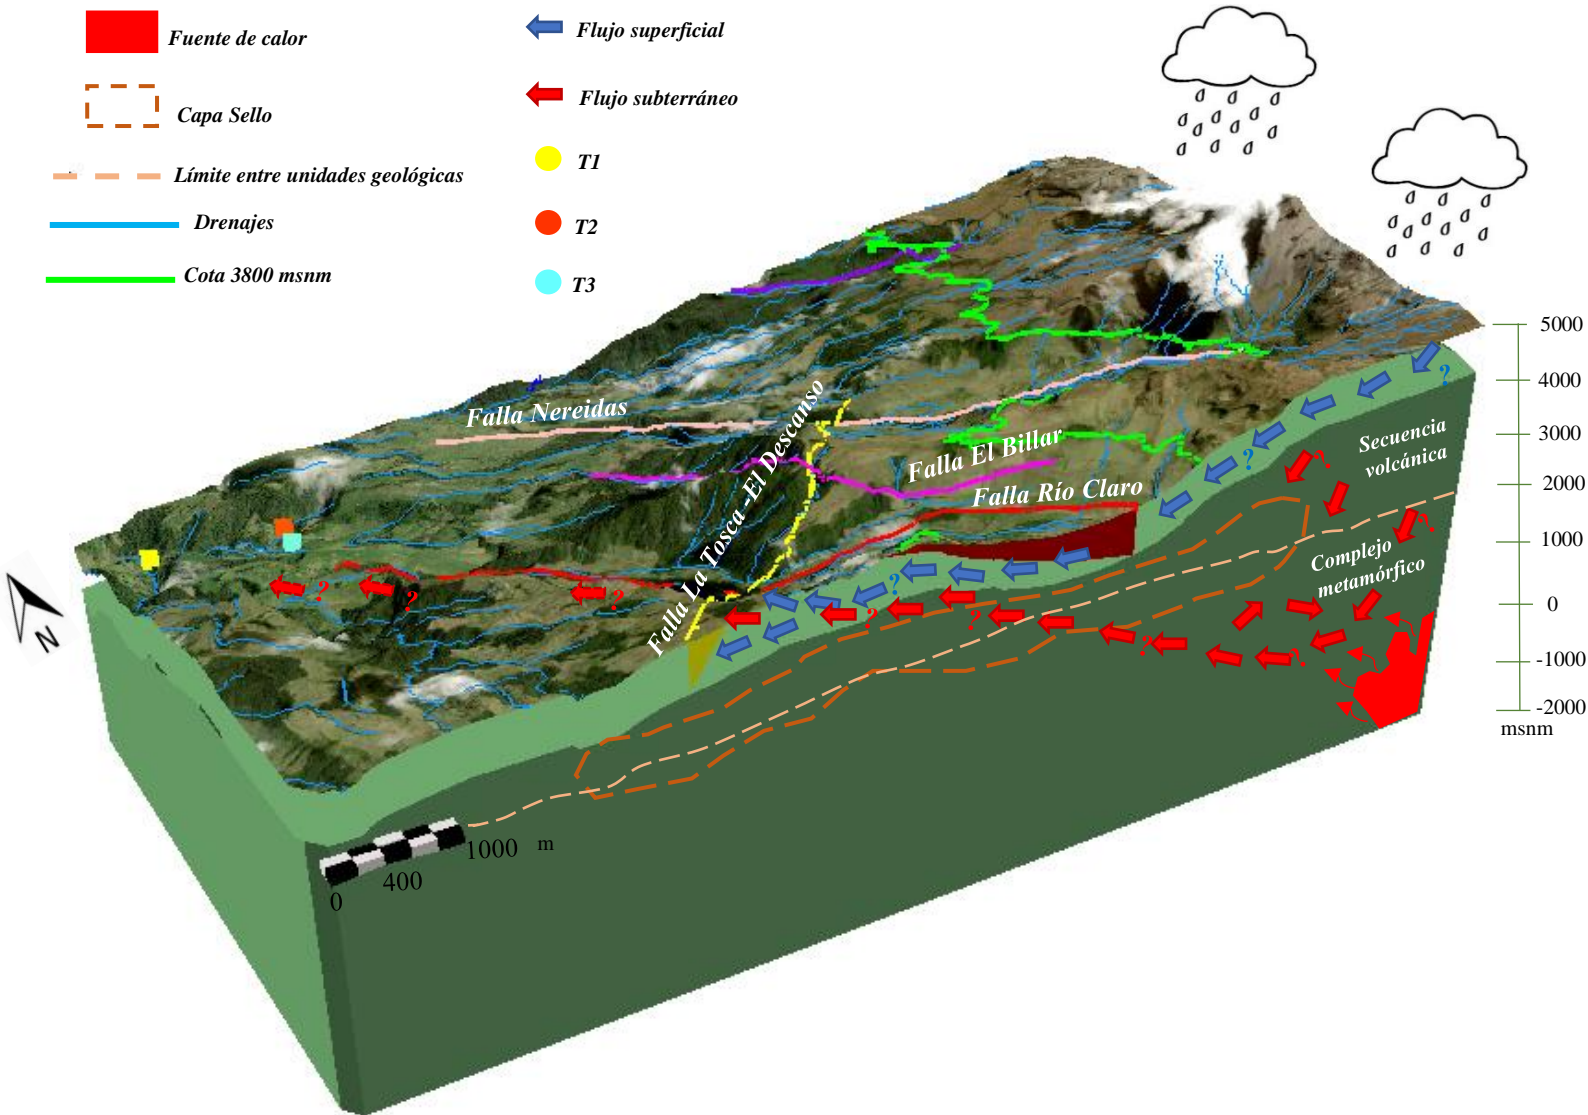 Fuente de calor
Capa Sello
Límite entre unidades geológicas
Drenajes
Cota 3800 msnm
Flujo superficial
Flujo subterráneo
T1
T2
T3
Falla Nereidas
Falla La Tosca -El Descanso
Falla El Billar
Falla Río Claro
Secuencia
volcánica
Complejo
metamórfico
?
?
?
?
?
?
?
?
?
?
?
?
?
5000
4000
3000
2000
1000
0
-1000
-2000
msnm
N
0
400
1000 m